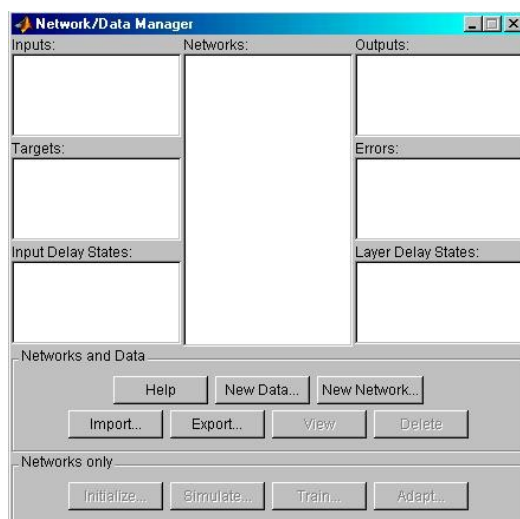 Network/Data Manager
Inputs: Networks: Outputs:
Targets: Errors:
Input Delay States: Layer Delay States:
Networks and Data
Help New Data... New Network...
Import... Export... View Delete
Networks only
Initialize... Simulate... Train... Adapt...